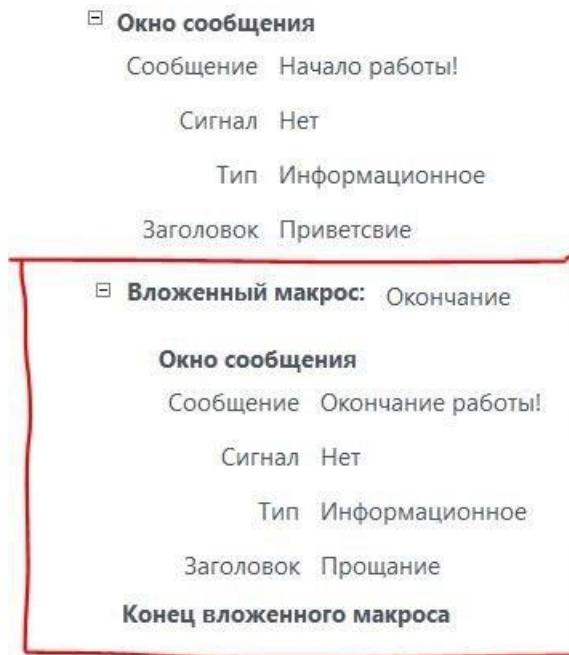 Окно сообщения
Сообщение Начало работы!
Сигнал Нет
Тип Информационное
Заголовок Приветсвие
Вложенный макрос: Окончание
Окно сообщения
Сообщение Окончание работы!
Сигнал Нет
Тип Информационное
Заголовок Прощание
Конец вложенного макроса